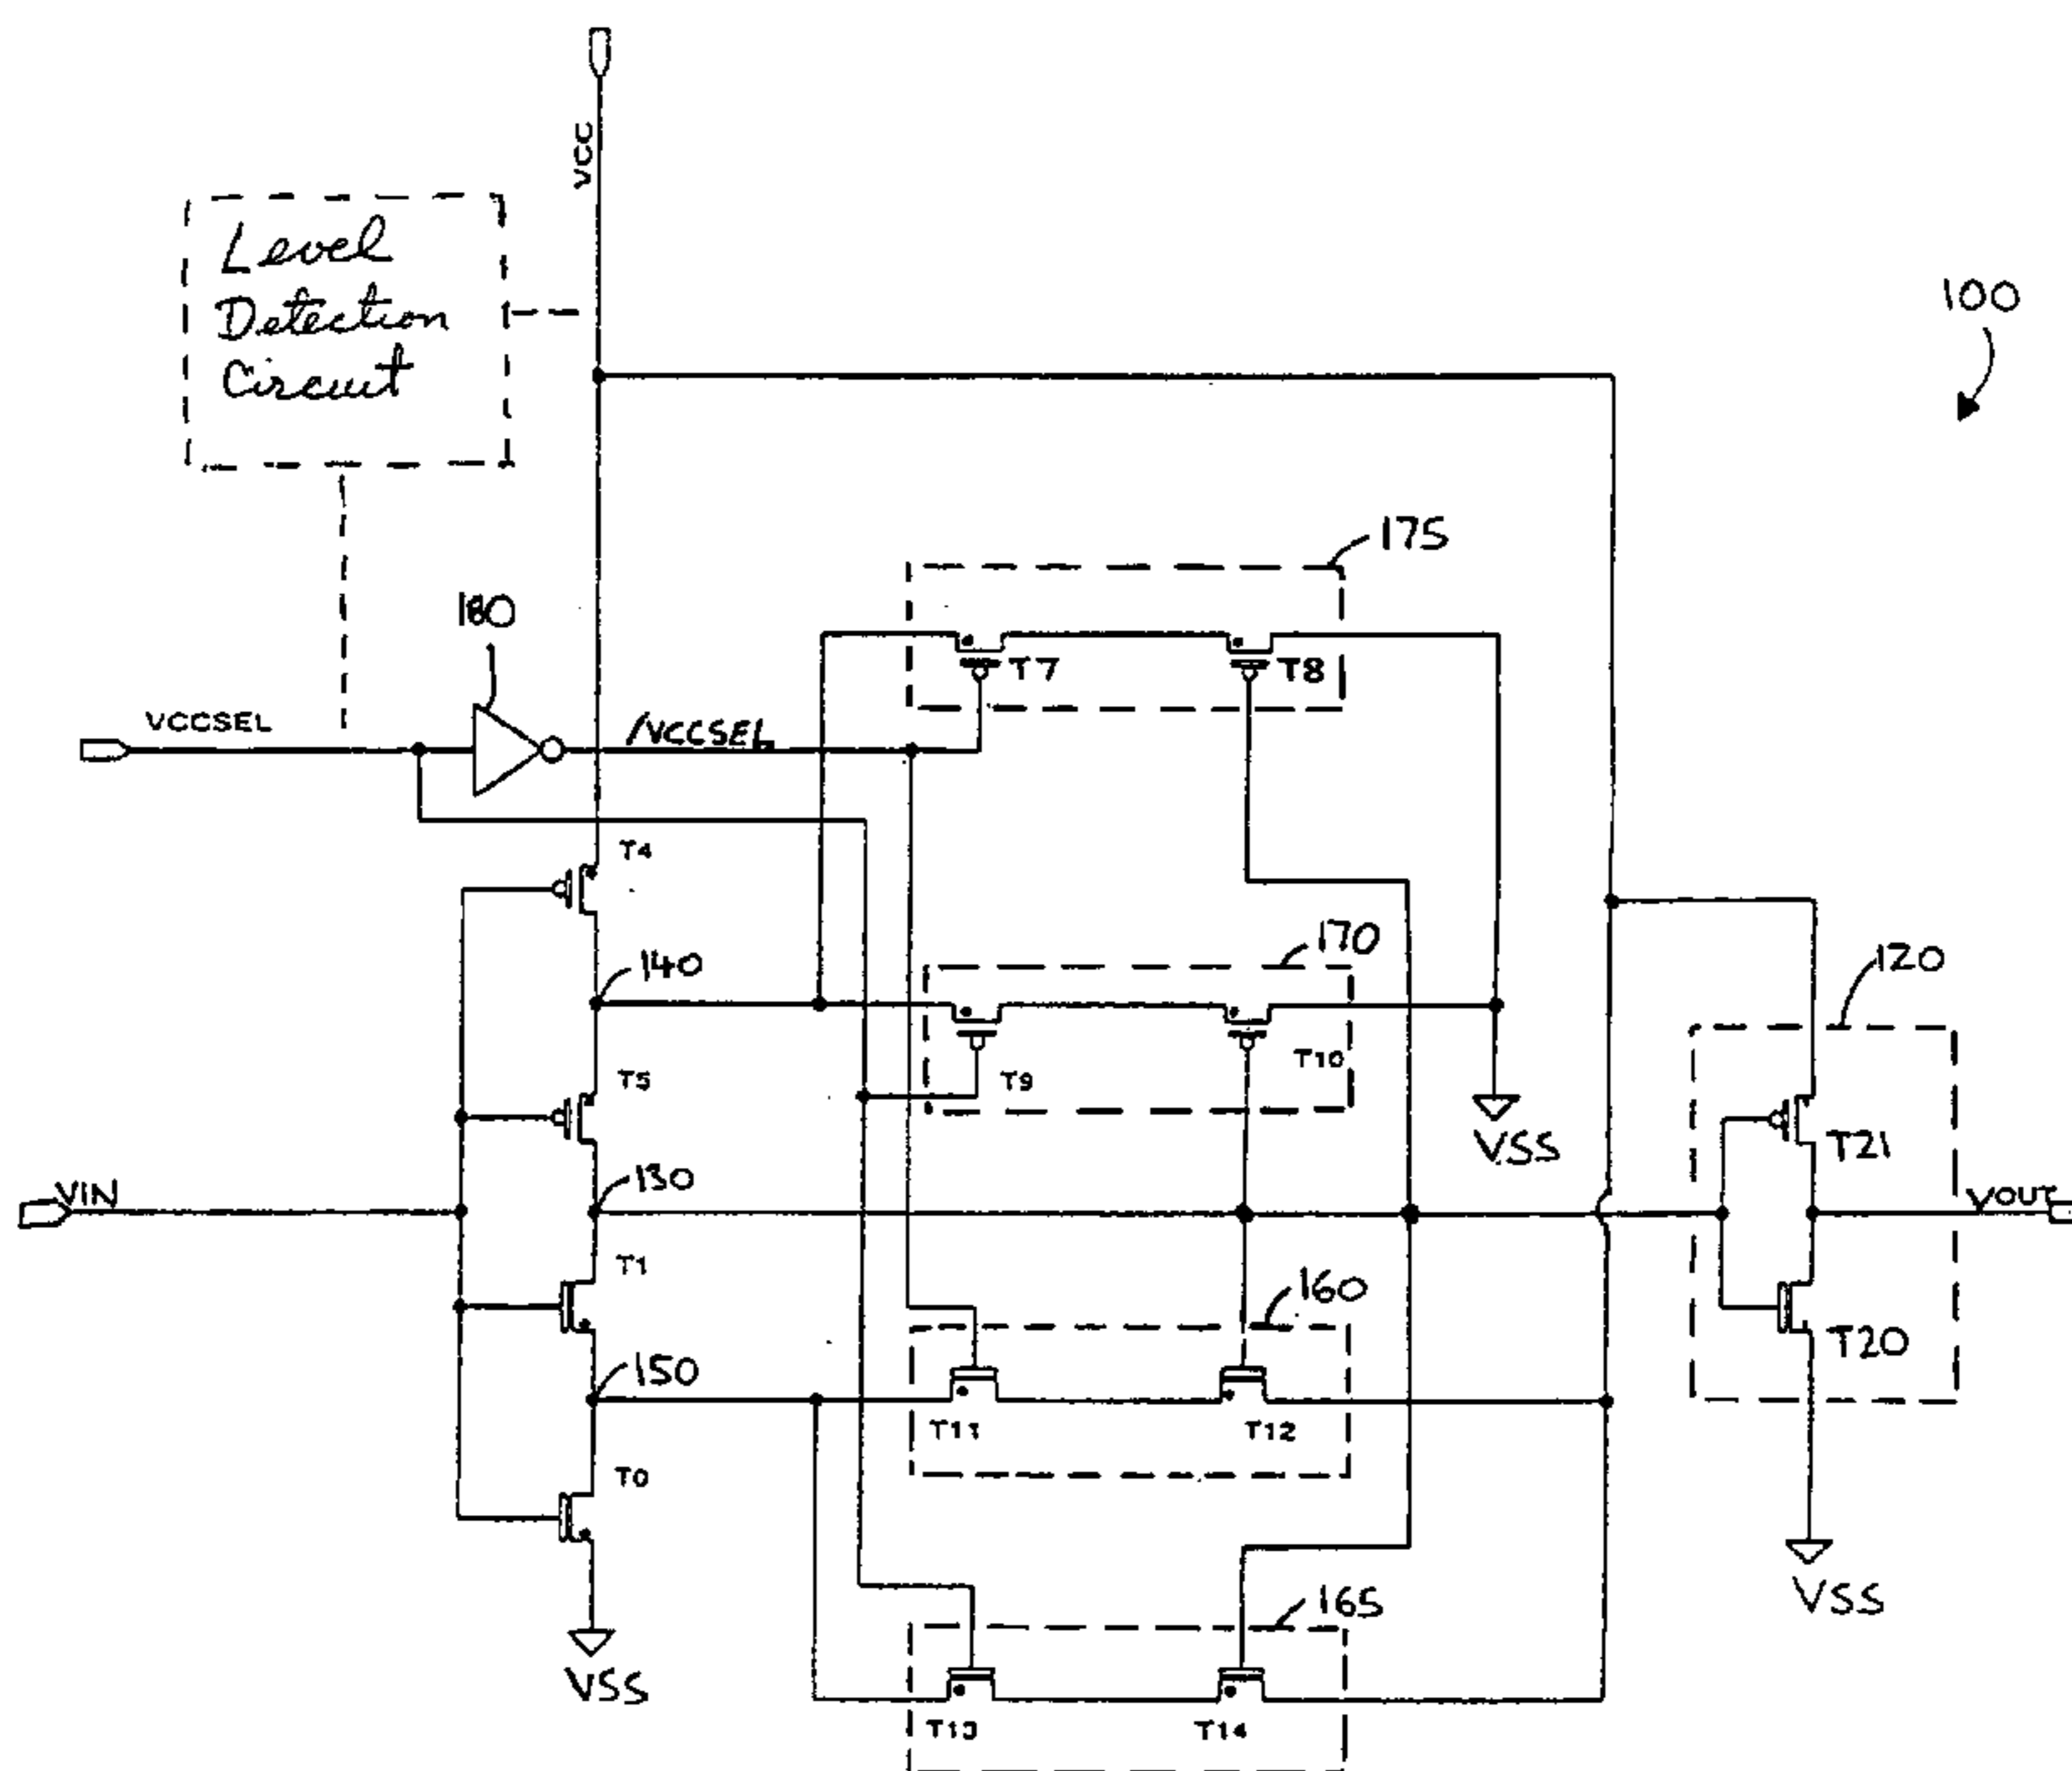 VCC
Level
Detection
Circuit
100
175
180
T7
T8
VCCSEL
/VCCSEL
T4
170
140
120
T10
T9
T5
VSS
T21
130
VIN
VOUT
T1
160
T20
150
T11
T12
T0
VSS
165
VSS
T13
T14